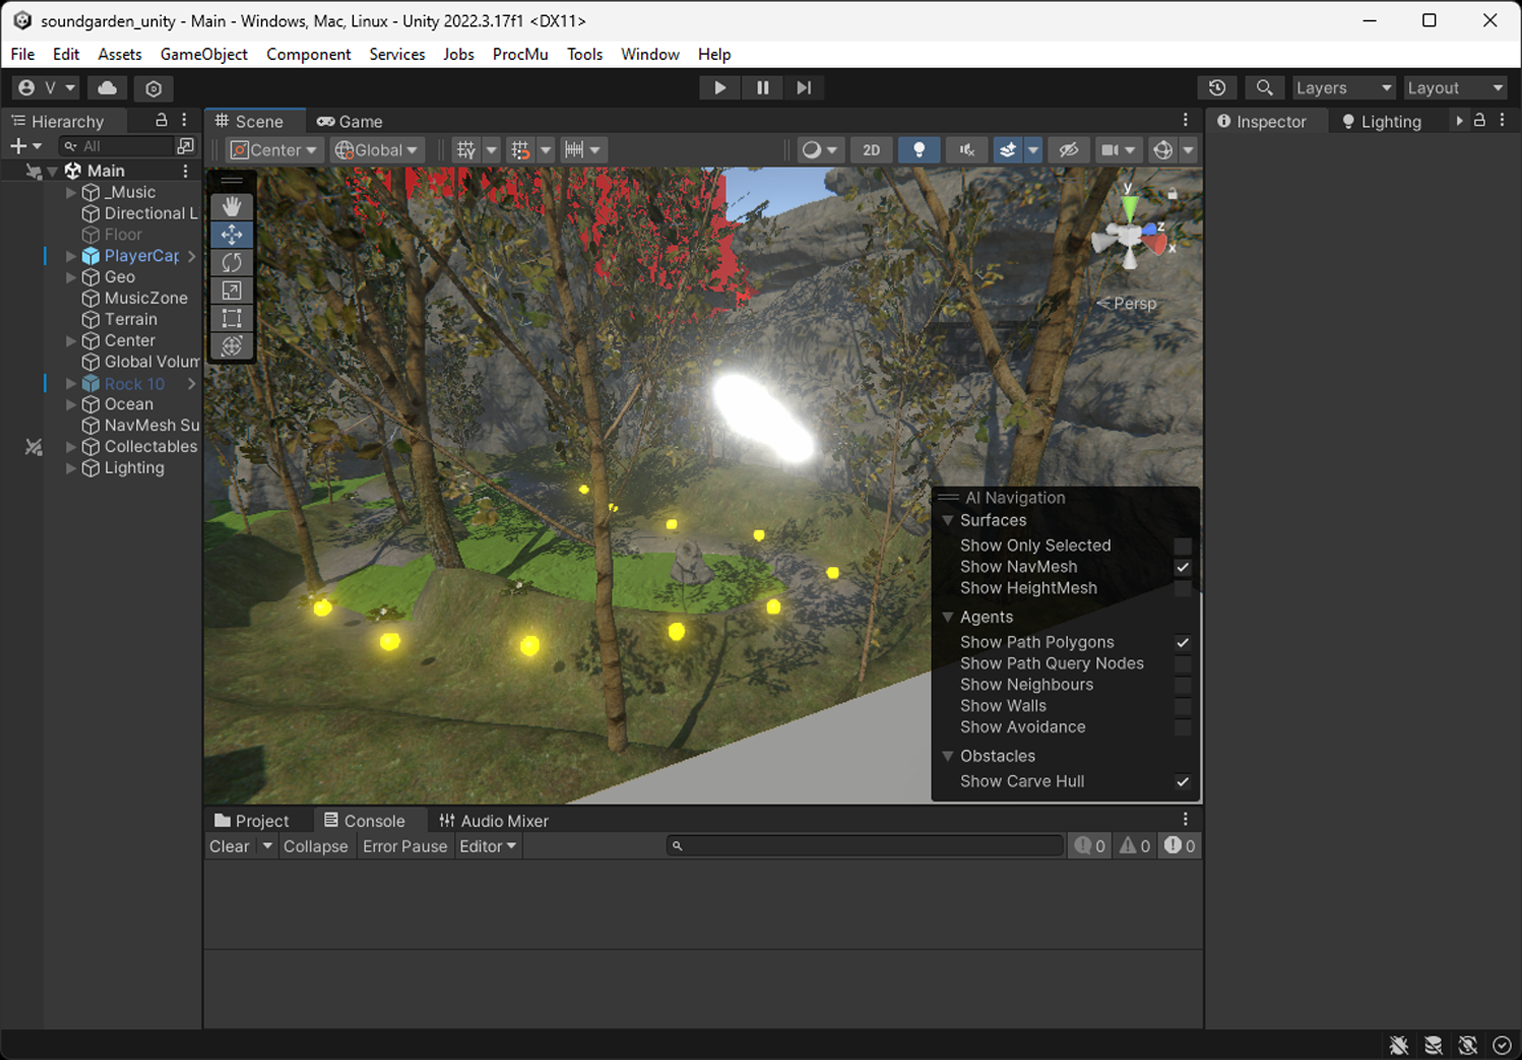 soundgarden_unity - Main - Windows, Mac, Linux - Unity 2022.3.17f1 <DX11>
File Edit Assets GameObject Component Services Jobs ProcMu Tools Window Help
V Layers Layout
Hierarchy Scene Game Inspector Lighting
All Center Global 2D
Main
_Music
Directional L
Floor
PlayerCap
Geo
MusicZone
Terrain
Center
Global Volum
Rock 10
Ocean
NavMesh Su
Collectables
Lighting
y
z
x
Persp
AI Navigation
Surfaces
Show Only Selected
Show NavMesh
Show HeightMesh
Agents
Show Path Polygons
Show Path Query Nodes
Show Neighbours
Show Walls
Show Avoidance
Obstacles
Show Carve Hull
Project Console Audio Mixer
Clear Collapse Error Pause Editor 0 0 0